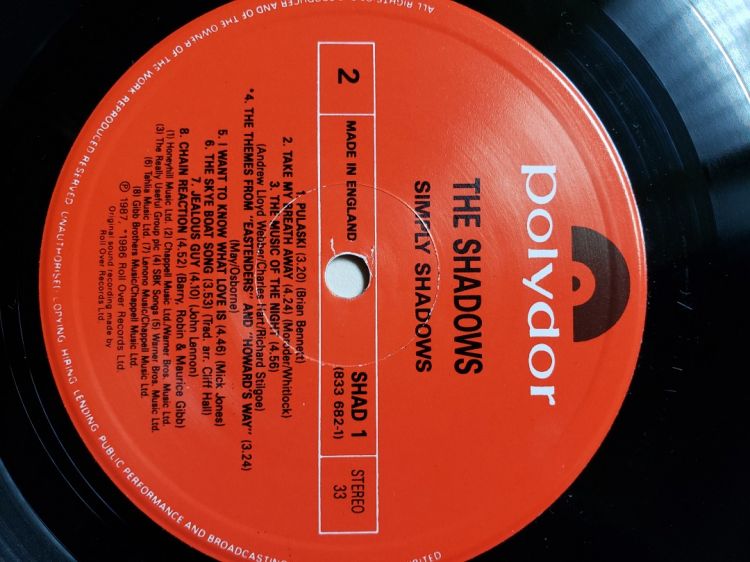 polydor
THE SHADOWS
SIMPLY SHADOWS
2
MADE IN ENGLAND
SHAD 1
(833 682-1)
STEREO
33
1. PULASKI (3.20) (Brian Bennett)
2. TAKE MY BREATH AWAY (4.24) (Moroder/Whitlock)
3. THE MUSIC OF THE NIGHT (4.56)
(Andrew Lloyd Webber/Charles Hart/Richard Stilgoe)
*4. THE THEMES FROM "EASTENDERS" AND "HOWARD'S WAY" (3.24)
(May/Osborne)
5. I WANT TO KNOW WHAT LOVE IS (4.46) (Mick Jones)
6. THE SKYE BOAT SONG (3.53) (Trad. arr. Cliff Hall)
7. JEALOUS GUY (4.10) (John Lennon)
8. CHAIN REACTION (4.52) (Barry, Robin & Maurice Gibb)
(1) Honeyhill Music Ltd. (2) Chappell Music Ltd./Warner Bros. Music Ltd.
(3) The Really Useful Group plc (4) SBK Songs (5) Warner Bros. Music Ltd.
(6) Tahlia Music Ltd. (7) Lenono Music/Chappell Music Ltd.
(8) Gibb Brothers Music/Chappell Music Ltd.
℗ 1987, *1986 Roll Over Records Ltd.
Original sound recording made by
Roll Over Records Ltd.
ALL RIGHTS OF PRODUCER AND OF THE OWNER OF THE WORK REPRODUCED RESERVED UNAUTHORISED COPYING HIRING LENDING PUBLIC PERFORMANCE AND BROADCASTING